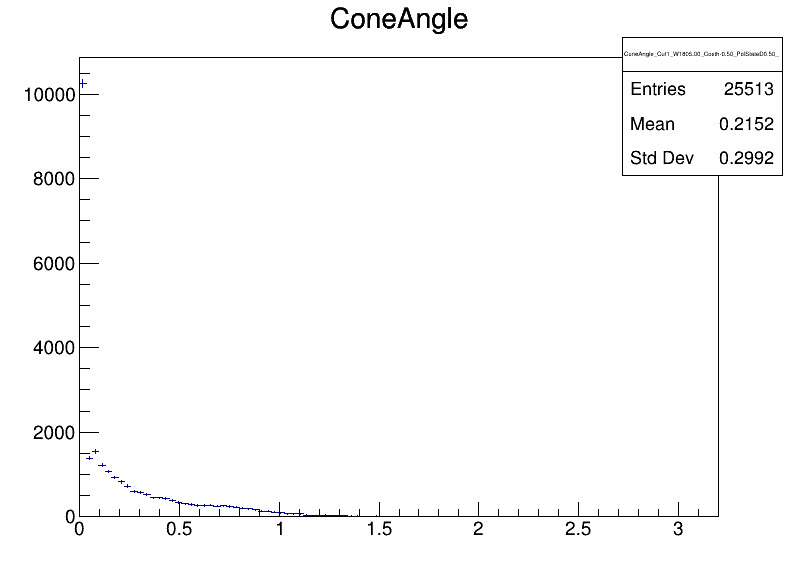 ConeAngle
ConeAngle_Cut1_W1805.00_Costh-0.50_PolStateD0.50_
Entries 25513
Mean 0.2152
Std Dev 0.2992
10000
8000
6000
4000
2000
0
0 0.5 1 1.5 2 2.5 3